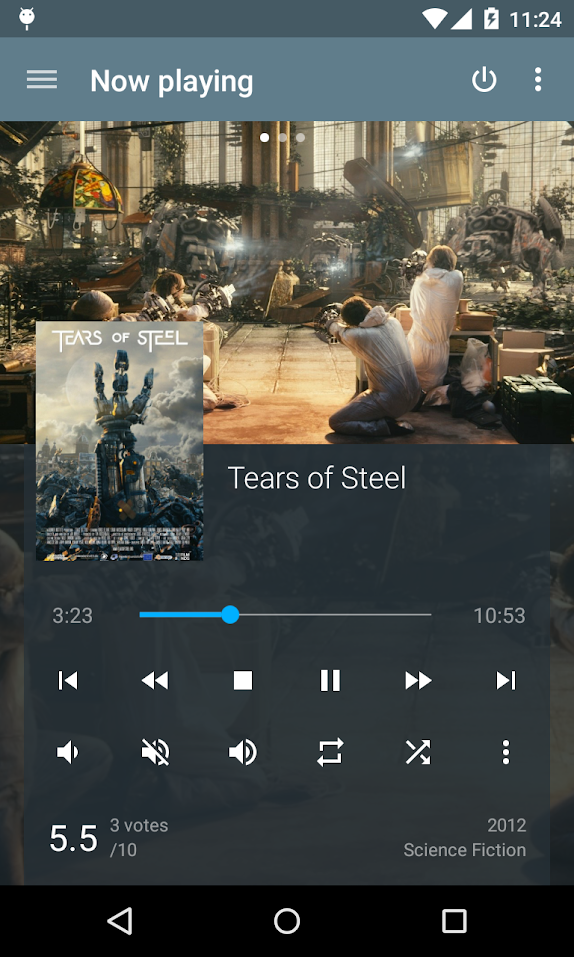 11:24
Now playing
TEARS OF STEEL
Tears of Steel
3:23
10:53
5.5
3 votes
/10
2012
Science Fiction